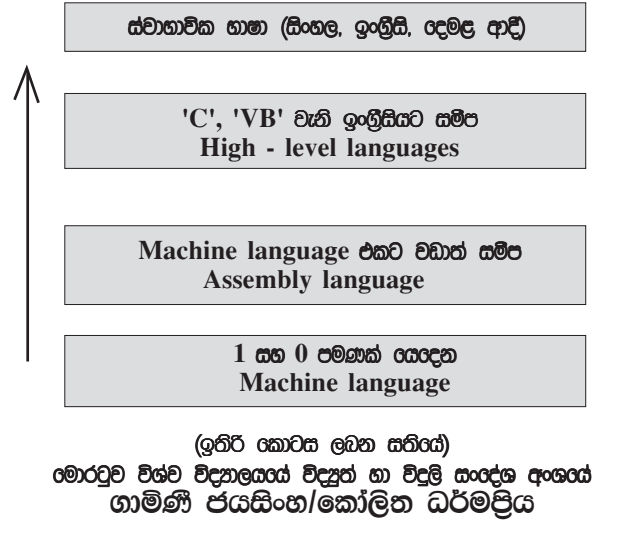 ස්වාභාවික භාෂා (සිංහල, ඉංග්‍රීසි, දෙමළ ආදී)
'C', 'VB' වැනි ඉංග්‍රීසියට සමීප
High - level languages
Machine language එකට වඩාත් සමීප
Assembly language
1 සහ 0 පමණක් යෙදෙන
Machine language
(ඉතිරි කොටස ලබන සතියේ)
මොරටුව විශ්ව විද්‍යාලයයේ විද්‍යුත් හා විදුලි සංදේශ අංශයේ
ගාමිණී ජයසිංහ/කෝලිත ධර්මප්‍රිය